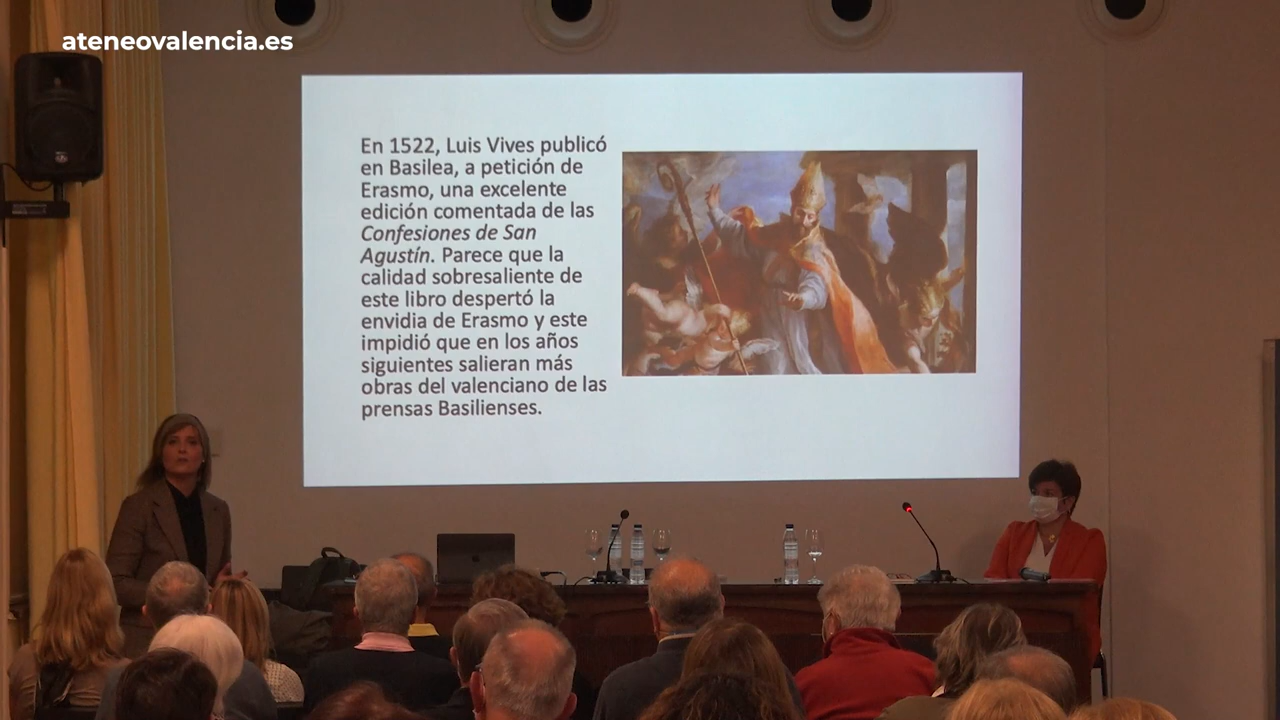 ateneovalencia.es
En 1522, Luis Vives publicó
en Basilea, a petición de
Erasmo, una excelente
edición comentada de las
Confesiones de San
Agustín. Parece que la
calidad sobresaliente de
este libro despertó la
envidia de Erasmo y este
impidió que en los años
siguientes salieran más
obras del valenciano de las
prensas Basilienses.